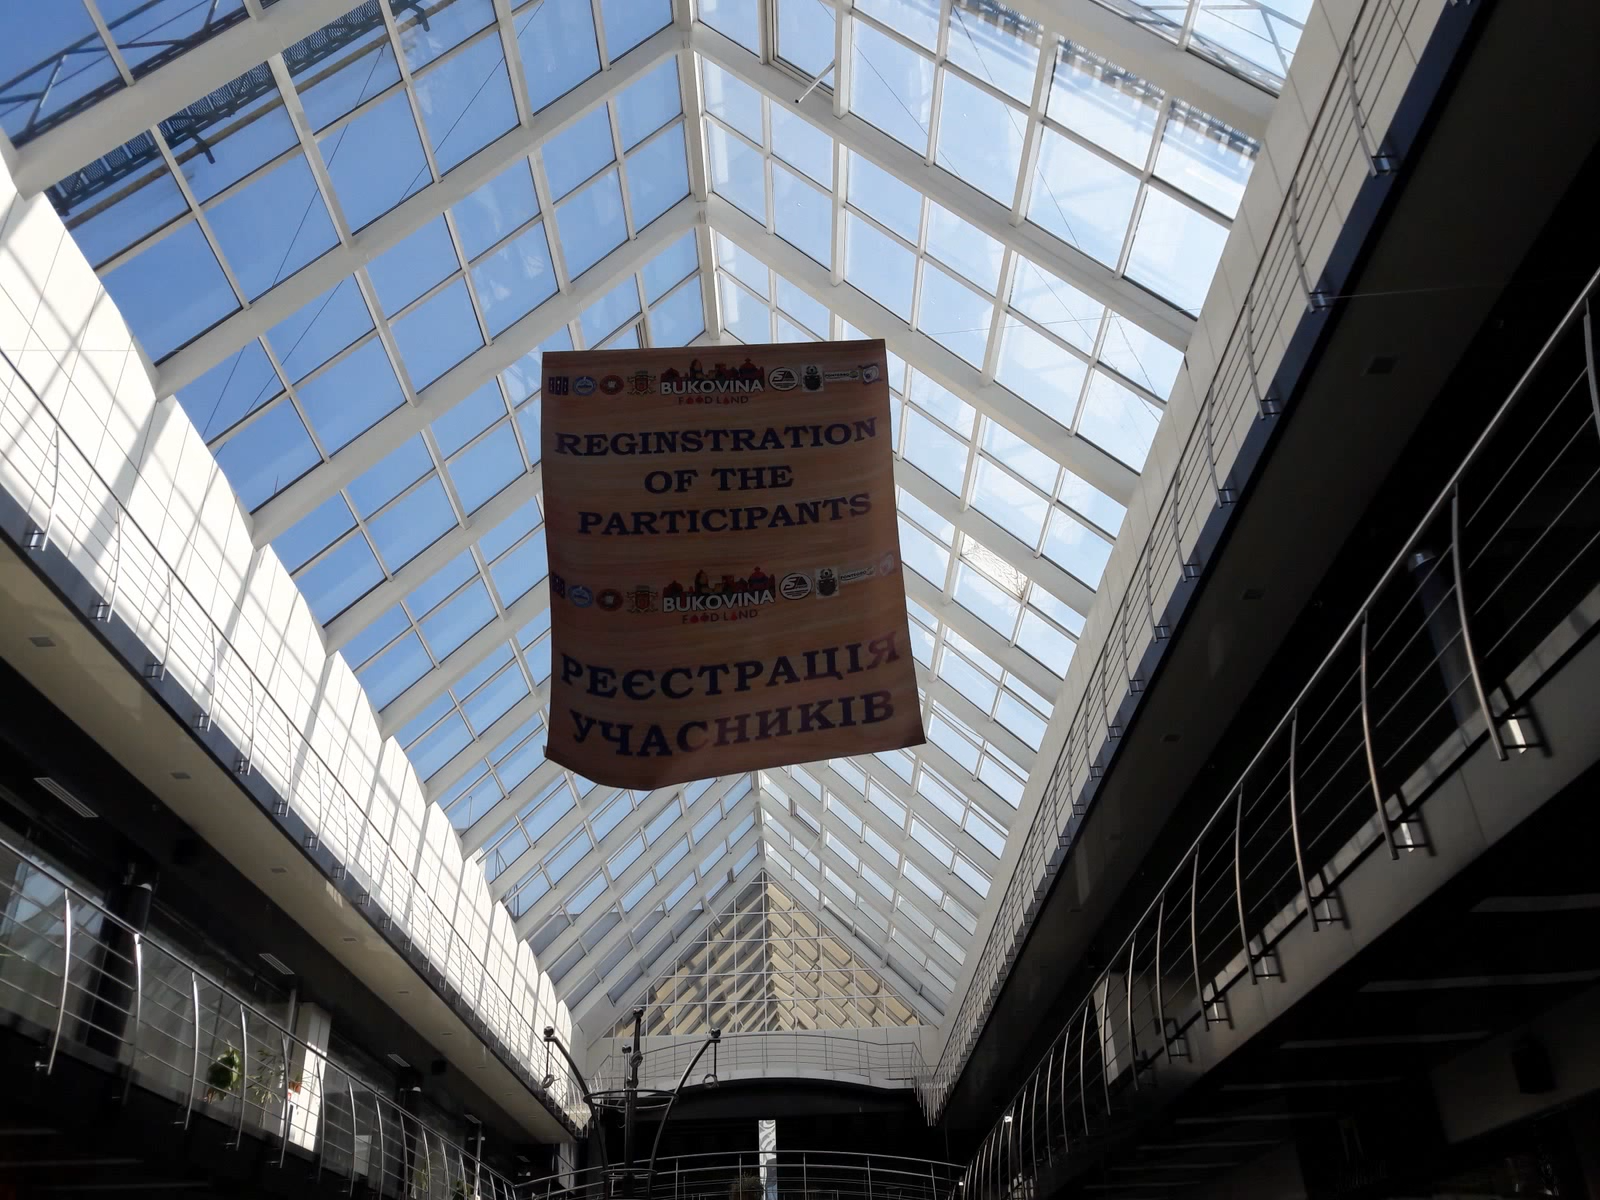 BUKOVINA
FOOD LAND
REGINSTRATION
OF THE
PARTICIPANTS
BUKOVINA
FOOD LAND
РЕЄСТРАЦІЯ
УЧАСНИКІВ